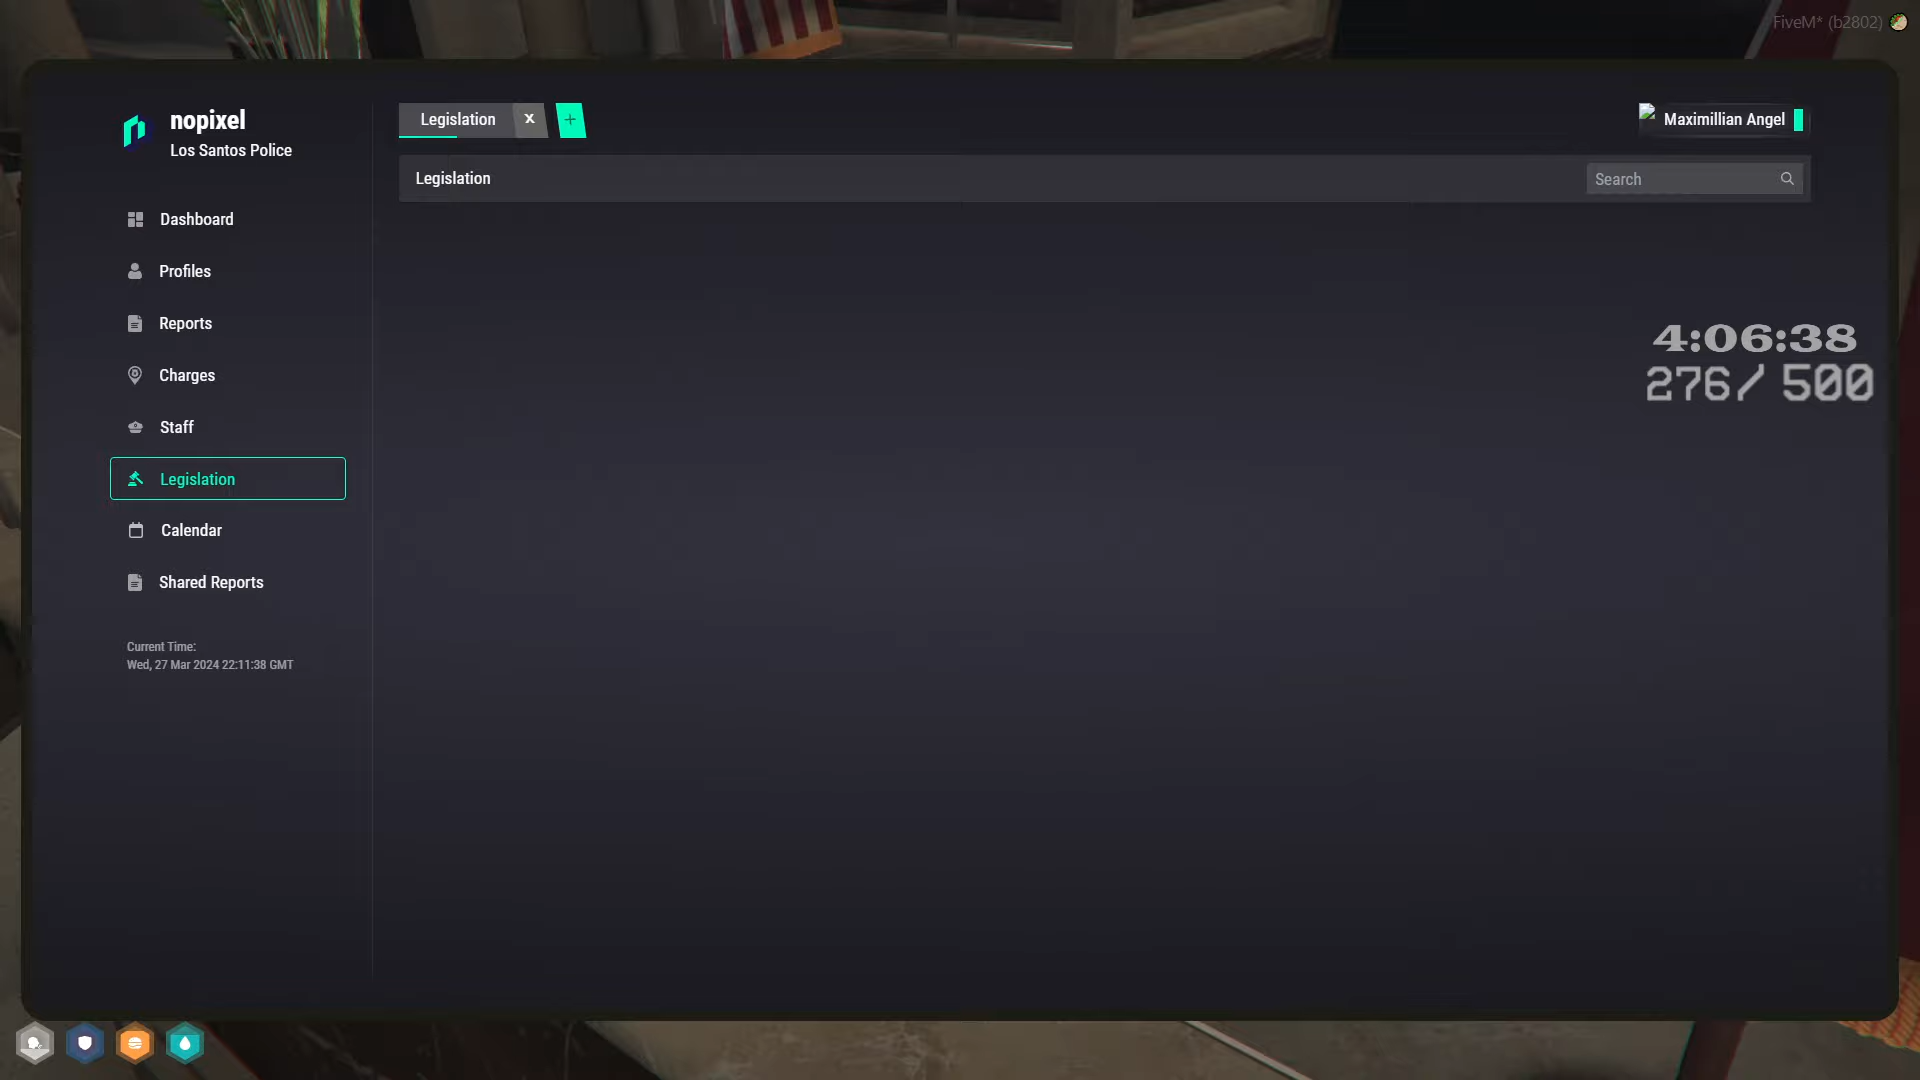 FiveM* (b2802)
nopixel
Los Santos Police
Legislation x +
Maximillian Angel
Legislation
Search
Dashboard
Profiles
Reports
Charges
Staff
Legislation
Calendar
Shared Reports
Current Time:
Wed, 27 Mar 2024 22:11:38 GMT
4:06:38
276/ 500